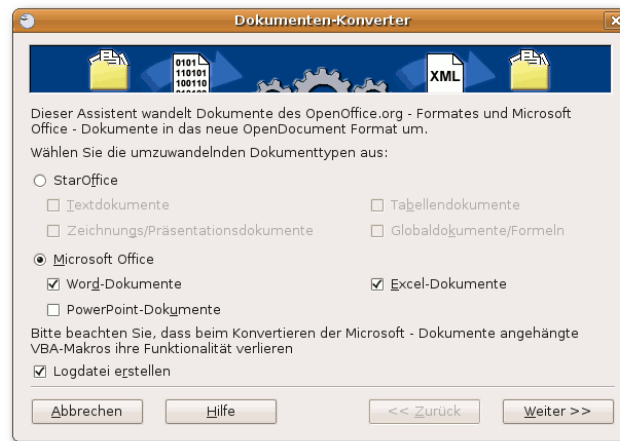 Dokumenten-Konverter
0101
110101
100110
XML
Dieser Assistent wandelt Dokumente des OpenOffice.org - Formates und Microsoft
Office - Dokumente in das neue OpenDocument Format um.
Wählen Sie die umzuwandelnden Dokumenttypen aus:
StarOffice
Textdokumente
Tabellendokumente
Zeichnungs/Präsentationsdokumente
Globaldokumente/Formeln
Microsoft Office
Word-Dokumente
Excel-Dokumente
PowerPoint-Dokumente
Bitte beachten Sie, dass beim Konvertieren der Microsoft - Dokumente angehängte
VBA-Makros ihre Funktionalität verlieren
Logdatei erstellen
Abbrechen
Hilfe
<< Zurück
Weiter >>